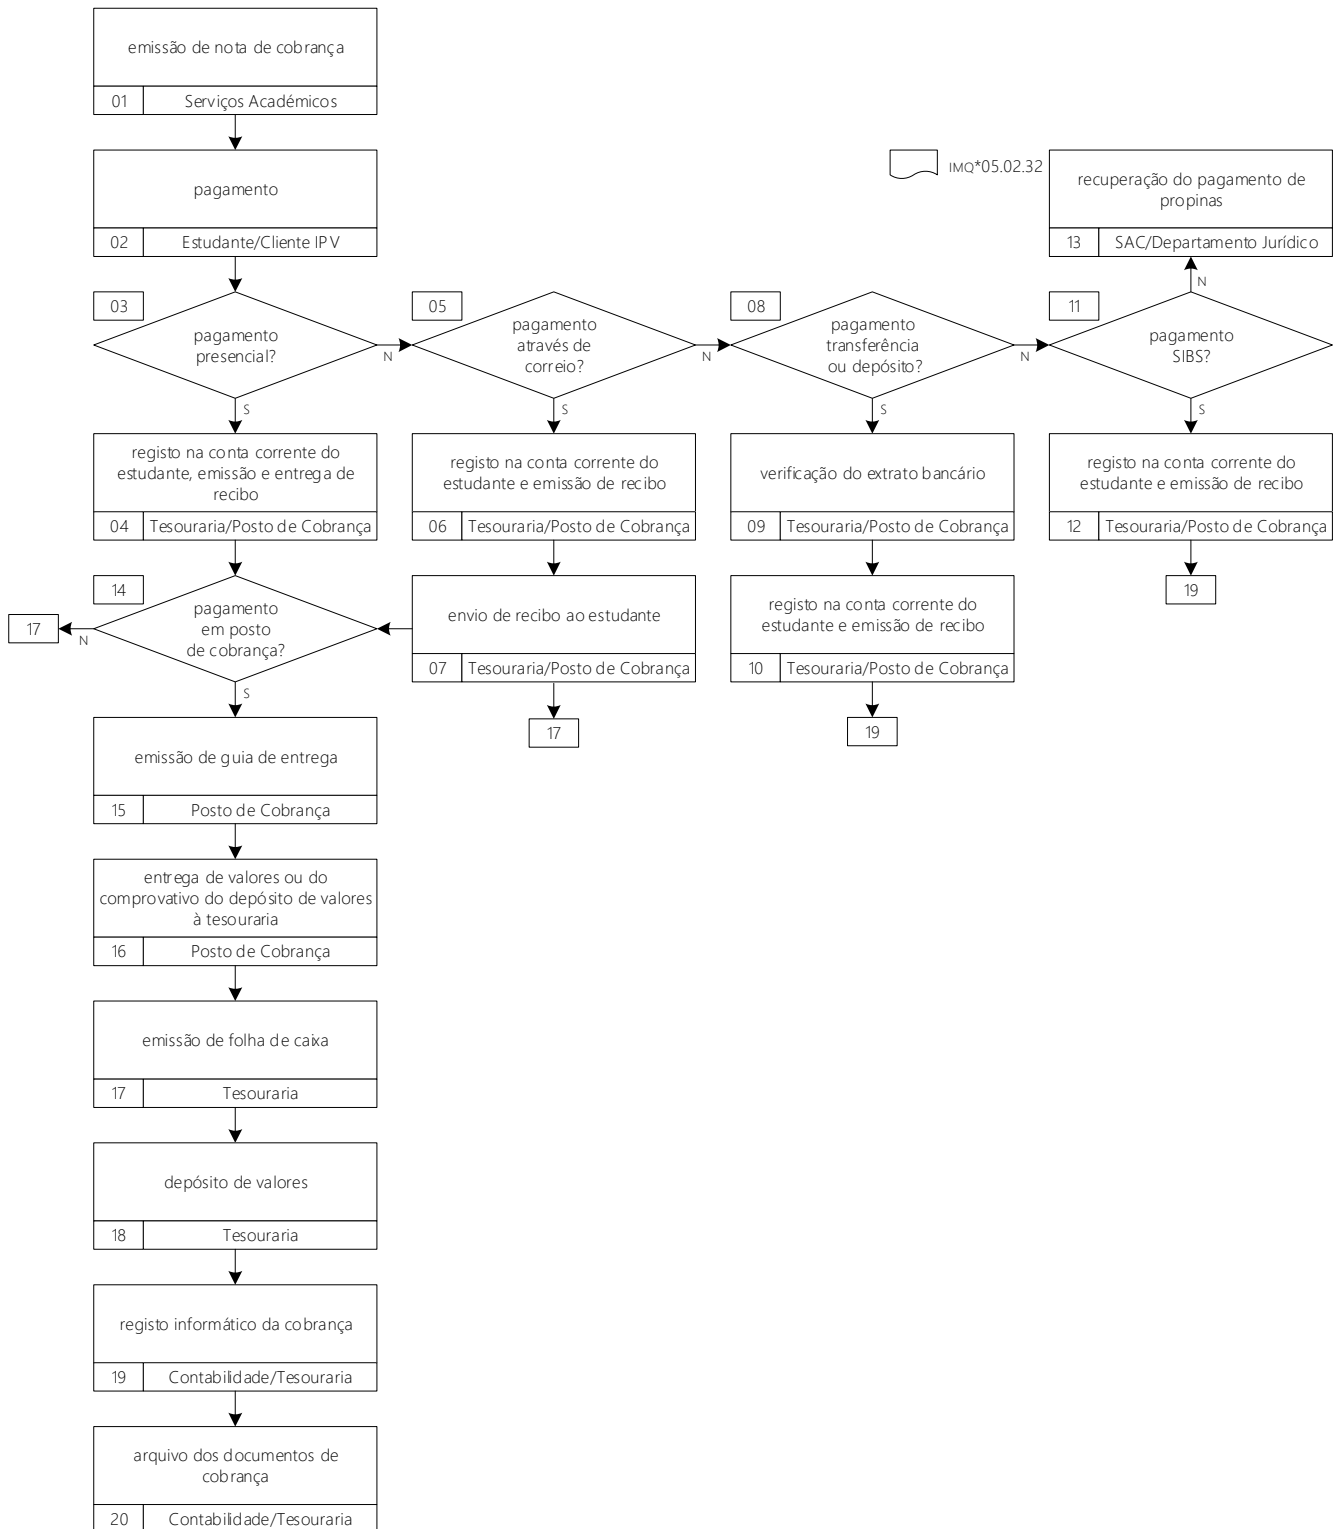 emissão de nota de cobrança
01 Serviços Académicos
pagamento
02 Estudante/Cliente IPV
IMQ*05.02.32
recuperação do pagamento de
propinas
13 SAC/Departamento Jurídico
N
03
pagamento
presencial?
N
S
05
pagamento
através de
correio?
N
S
08
pagamento
transferência
ou depósito?
N
S
11
pagamento
SIBS?
S
registo na conta corrente do
estudante, emissão e entrega de
recibo
04 Tesouraria/Posto de Cobrança
registo na conta corrente do
estudante e emissão de recibo
06 Tesouraria/Posto de Cobrança
verificação do extrato bancário
09 Tesouraria/Posto de Cobrança
registo na conta corrente do
estudante e emissão de recibo
12 Tesouraria/Posto de Cobrança
14
pagamento
em posto
de cobrança?
17
N
S
envio de recibo ao estudante
07 Tesouraria/Posto de Cobrança
17
registo na conta corrente do
estudante e emissão de recibo
10 Tesouraria/Posto de Cobrança
19
19
emissão de guia de entrega
15 Posto de Cobrança
entrega de valores ou do
comprovativo do depósito de valores
à tesouraria
16 Posto de Cobrança
emissão de folha de caixa
17 Tesouraria
depósito de valores
18 Tesouraria
registo informático da cobrança
19 Contabilidade/Tesouraria
arquivo dos documentos de
cobrança
20 Contabilidade/Tesouraria